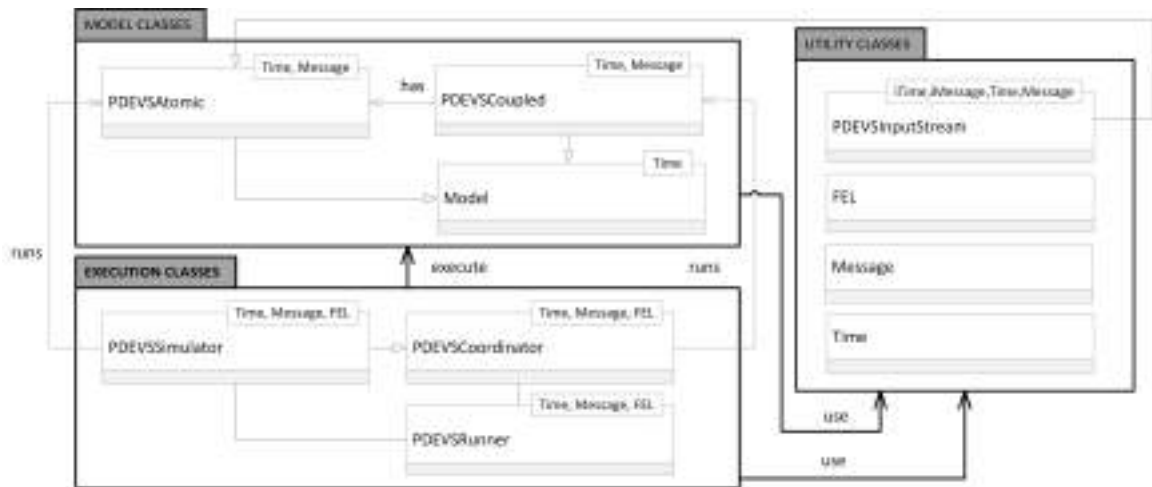 MODEL CLASSES
Time, Message
PDEVSAtomic
has
Time, Message
PDEVSCoupled
Time
Model
UTILITY CLASSES
PDEVSInputStream
FEL
Message
Time
runs
execute
runs
EXECUTION CLASSES
Time, Message, FEL
PDEVSSimulator
Time, Message, FEL
PDEVSCoordinator
Time, Message, FEL
PDEVSRunner
use
use